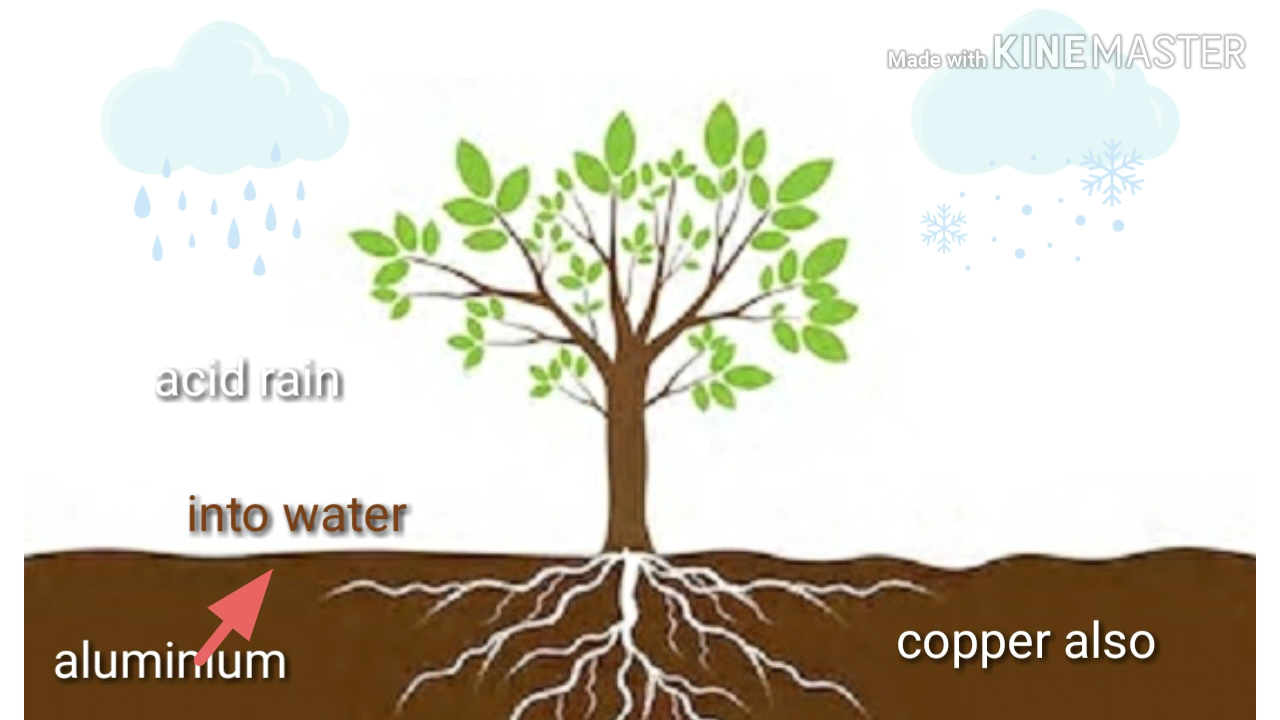 Made with KINEMASTER
acid rain
into water
aluminium
copper also